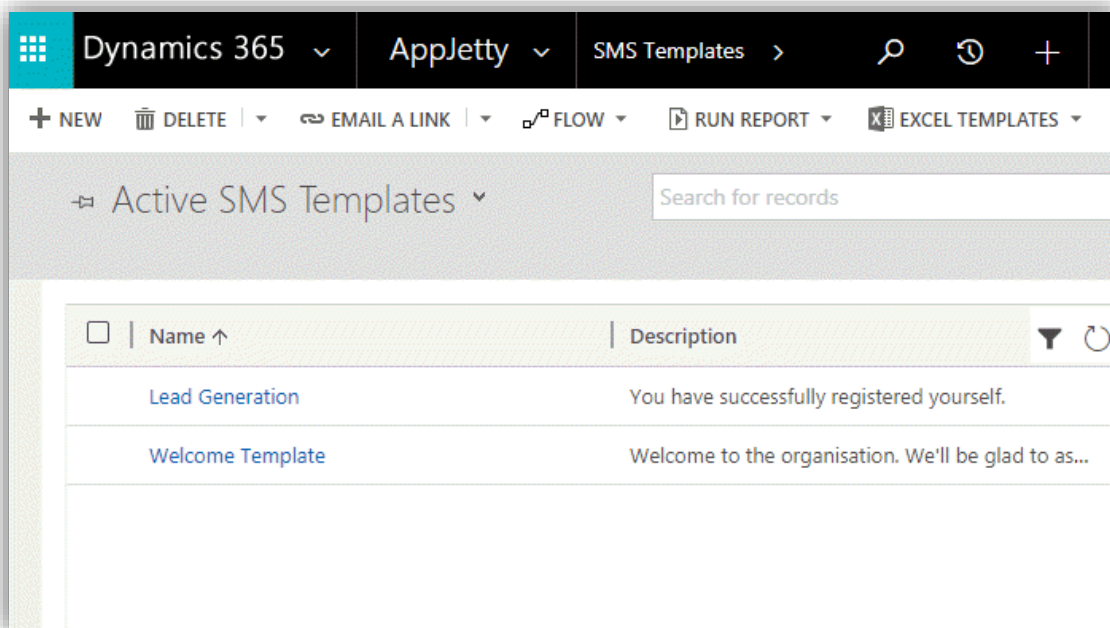 Dynamics 365 AppJetty SMS Templates
NEW DELETE EMAIL A LINK FLOW RUN REPORT EXCEL TEMPLATES
Active SMS Templates Search for records
Name Description
Lead Generation You have successfully registered yourself.
Welcome Template Welcome to the organisation. We'll be glad to as...